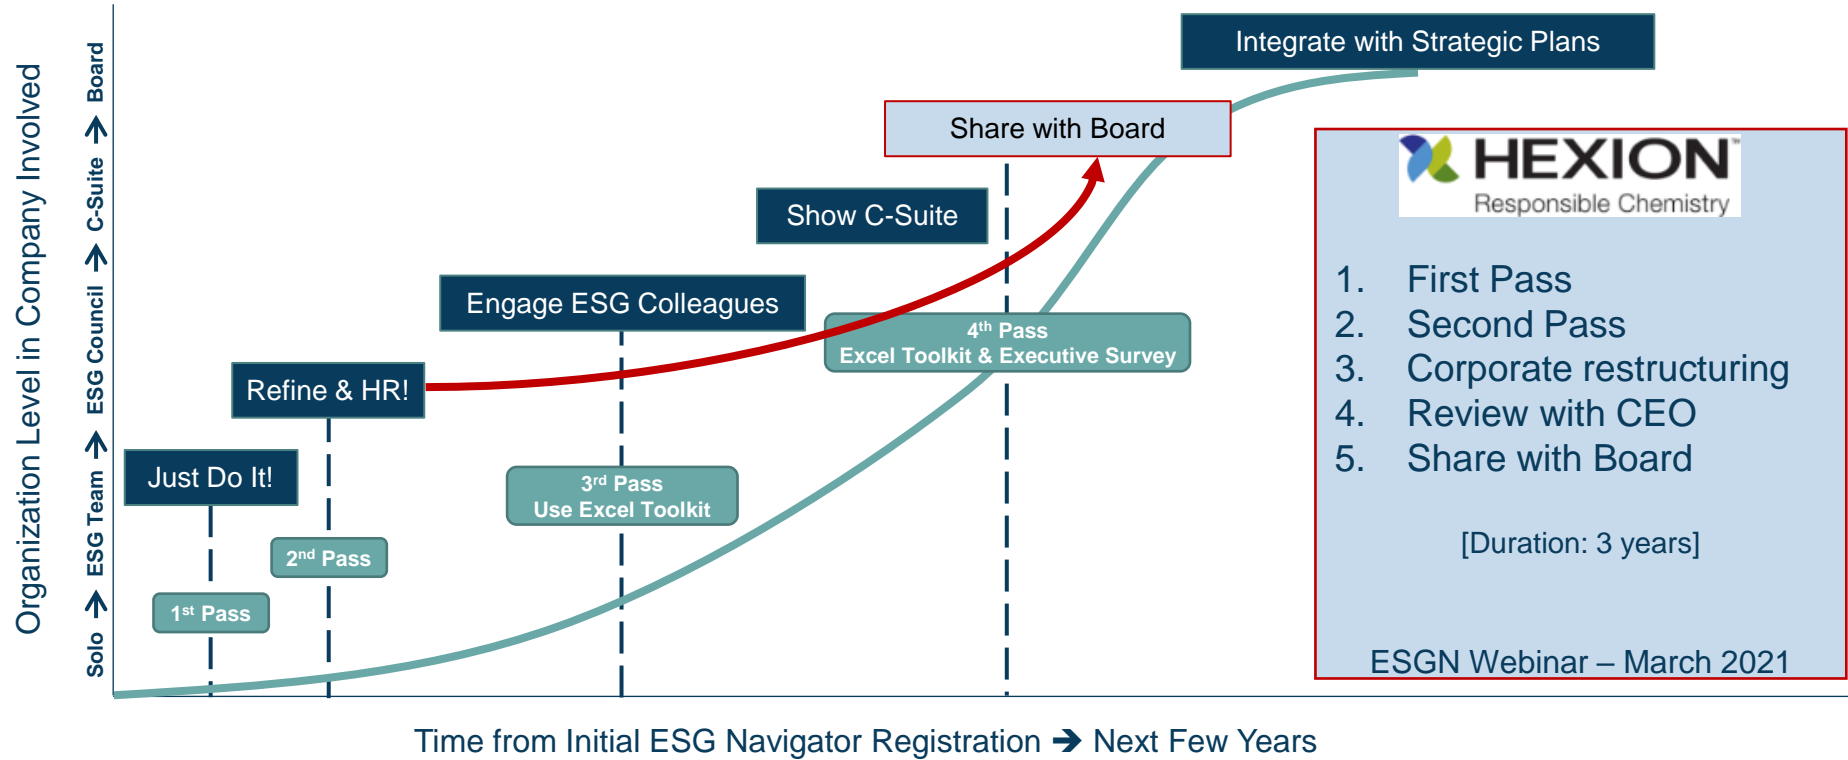 Organization Level in Company Involved
Solo → ESG Team → ESG Council → C-Suite → Board
Integrate with Strategic Plans
Share with Board
Show C-Suite
Engage ESG Colleagues
4th Pass
Excel Toolkit & Executive Survey
Refine & HR!
Just Do It!
3rd Pass
Use Excel Toolkit
2nd Pass
1st Pass
HEXION™
Responsible Chemistry
1. First Pass
2. Second Pass
3. Corporate restructuring
4. Review with CEO
5. Share with Board
[Duration: 3 years]
ESGN Webinar – March 2021
Time from Initial ESG Navigator Registration → Next Few Years